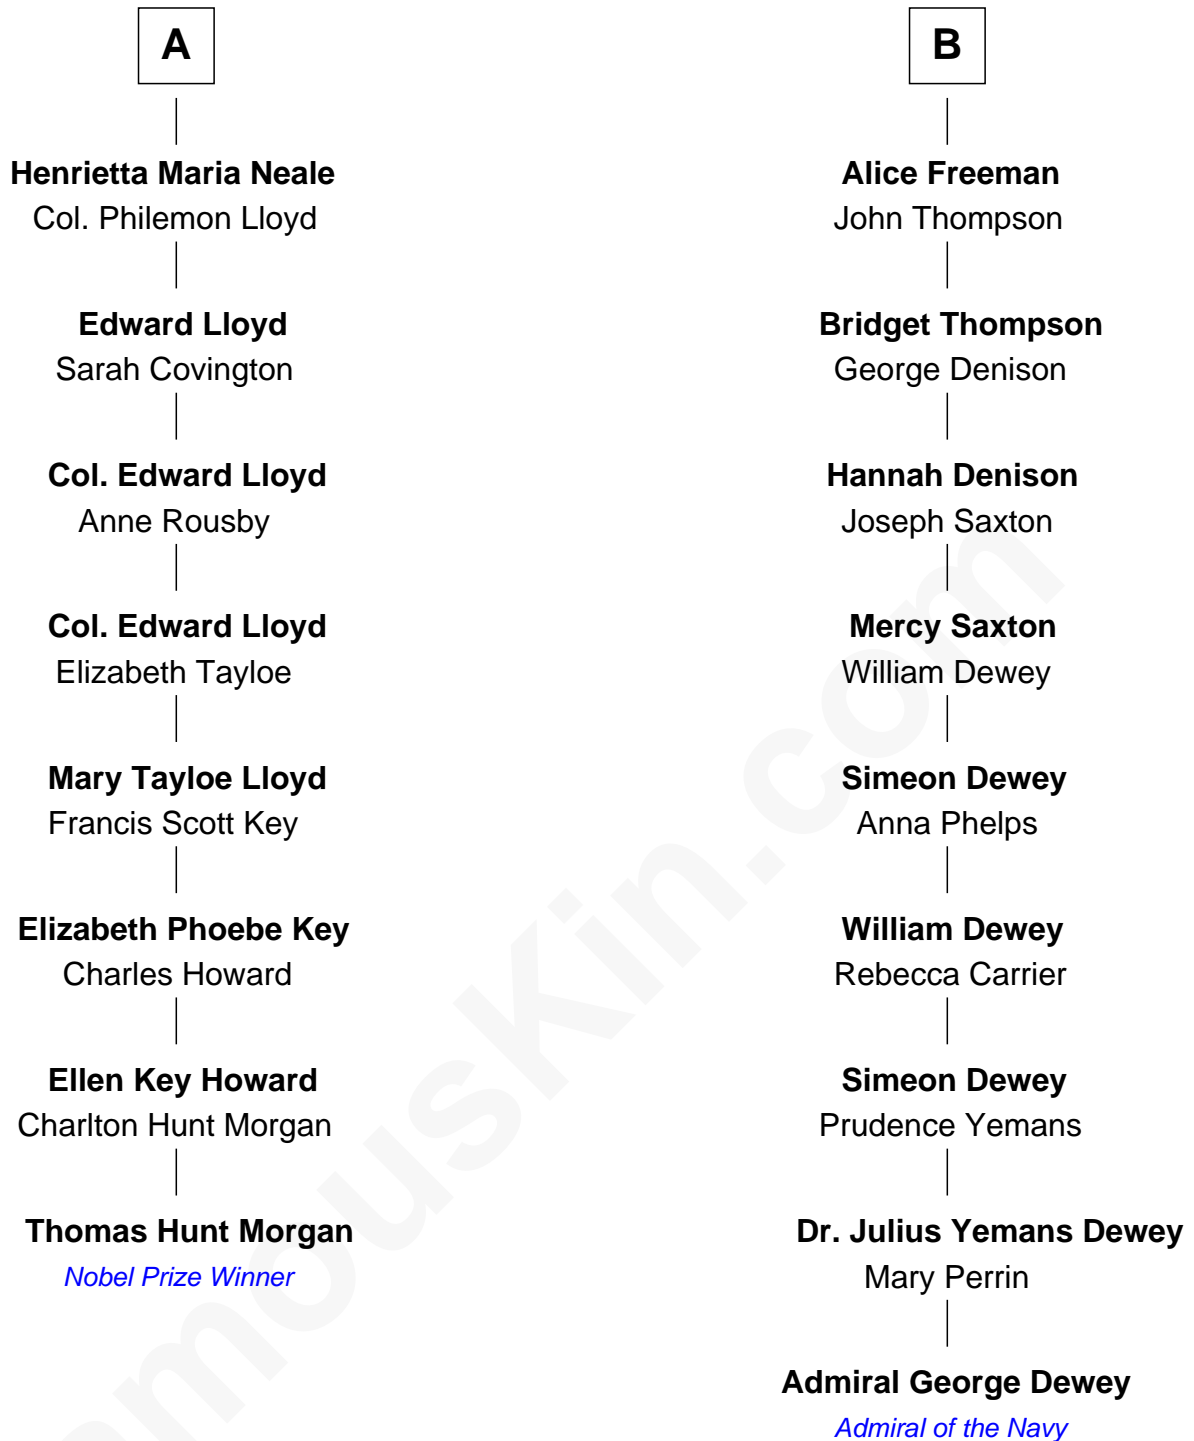 A
Henrietta Maria Neale
Col. Philemon Lloyd
Edward Lloyd
Sarah Covington
Col. Edward Lloyd
Anne Rousby
Col. Edward Lloyd
Elizabeth Tayloe
Mary Tayloe Lloyd
Francis Scott Key
Elizabeth Phoebe Key
Charles Howard
Ellen Key Howard
Charlton Hunt Morgan
Thomas Hunt Morgan
Nobel Prize Winner
B
Alice Freeman
John Thompson
Bridget Thompson
George Denison
Hannah Denison
Joseph Saxton
Mercy Saxton
William Dewey
Simeon Dewey
Anna Phelps
William Dewey
Rebecca Carrier
Simeon Dewey
Prudence Yemans
Dr. Julius Yemans Dewey
Mary Perrin
Admiral George Dewey
Admiral of the Navy
amouskin.com